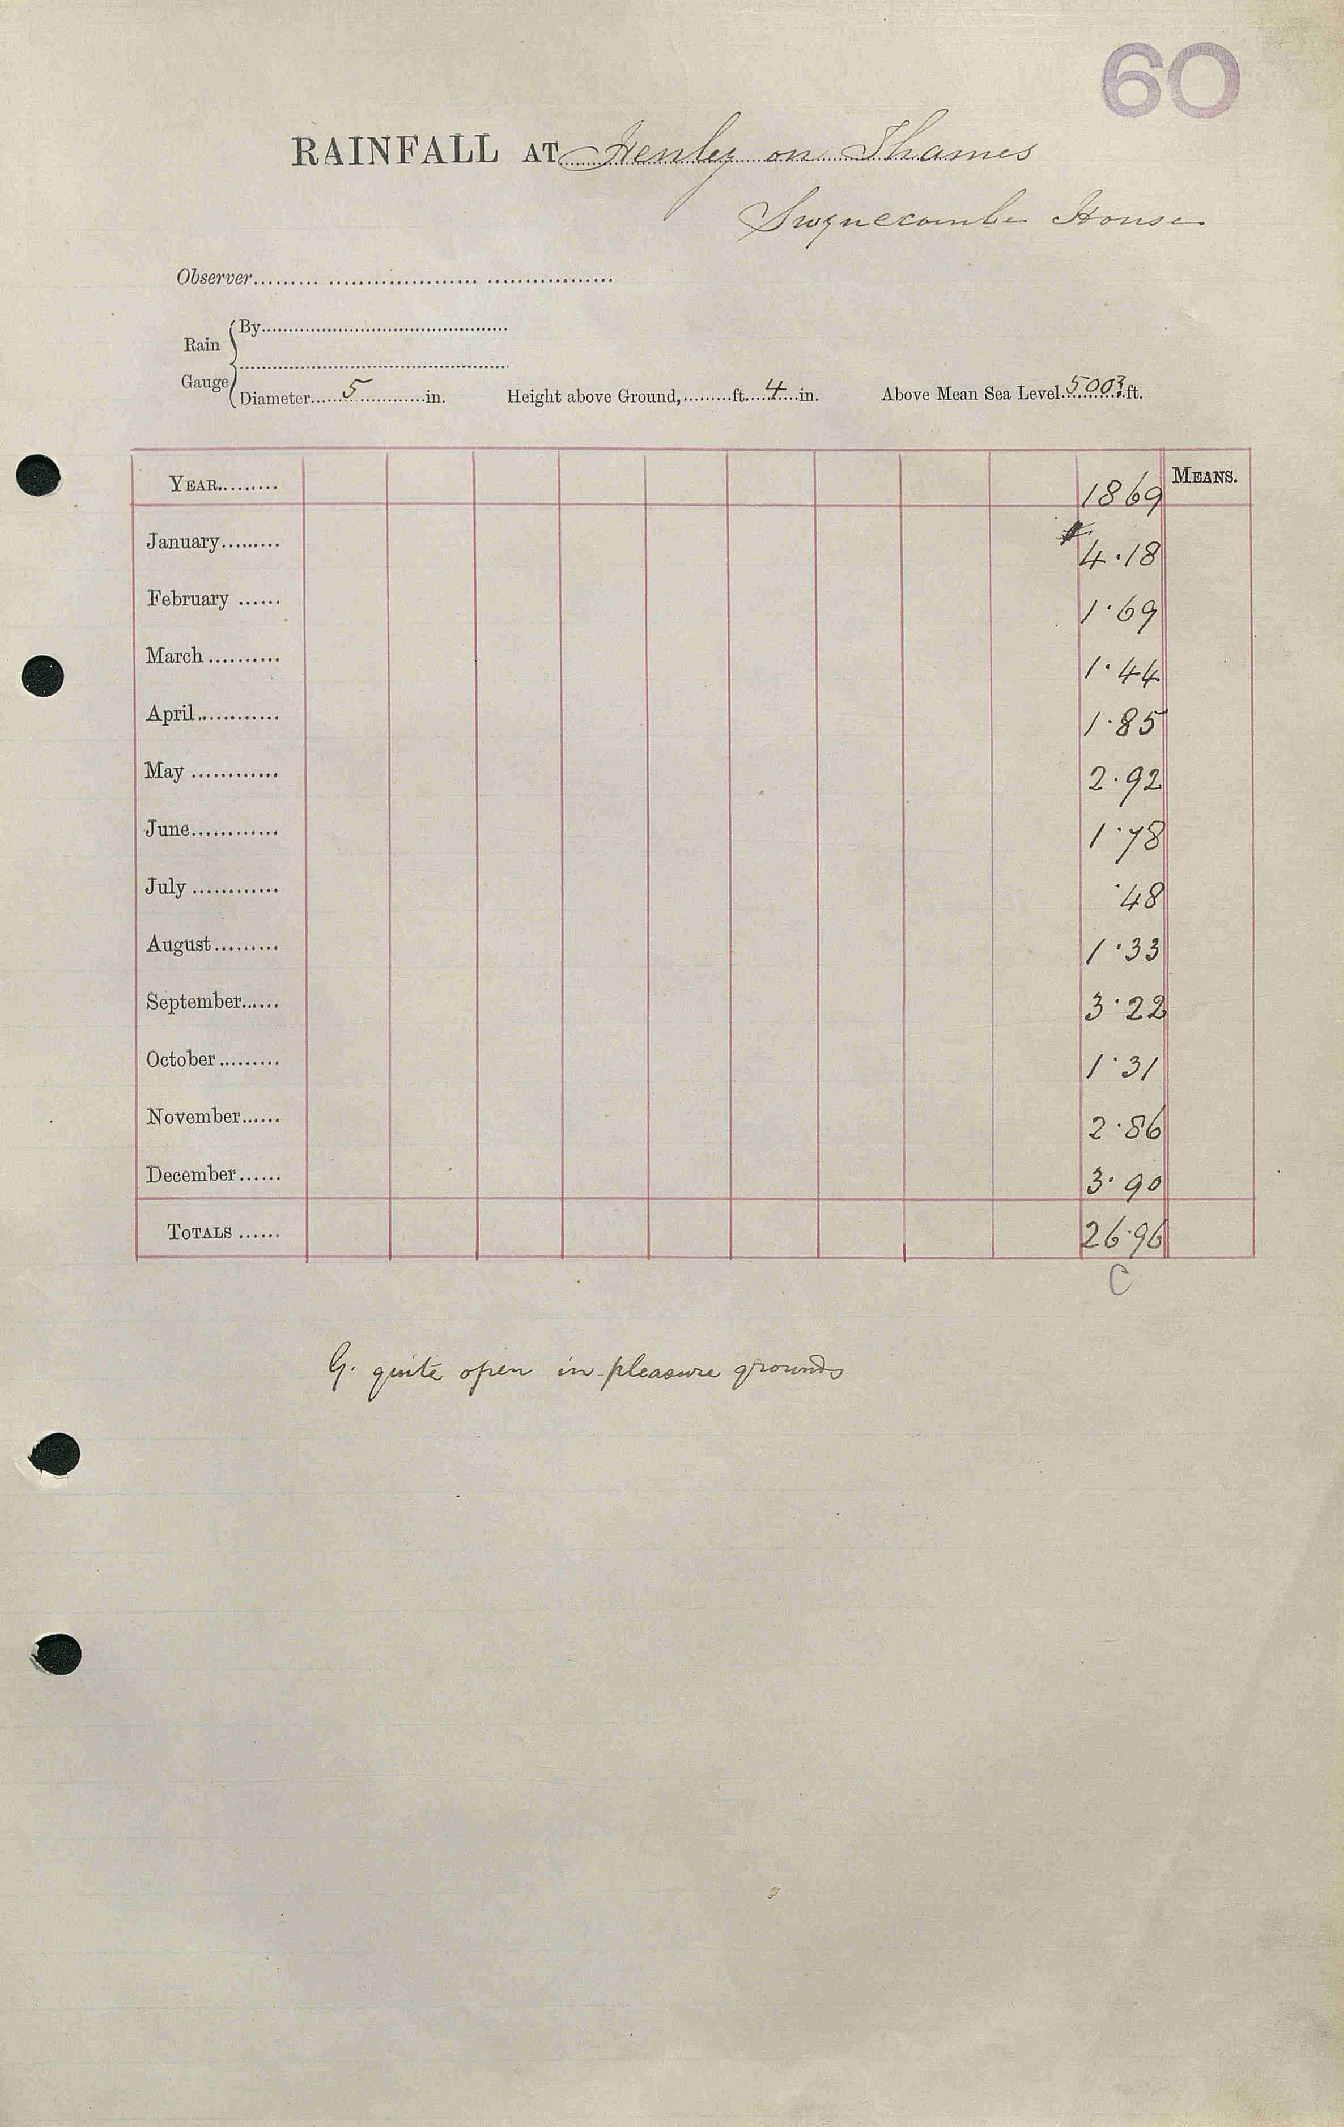 60
RAINFALL AT Henley on Thames
Swyncombe House
Observer
Rain Gauge
By
Diameter 5 in. Height above Ground, ft. 4 in. Above Mean Sea Level 500? ft.
YEAR 1869 MEANS.
January 4.18
February 1.69
March 1.44
April 1.85
May 2.92
June 1.78
July .48
August 1.33
September 3.22
October 1.31
November 2.86
December 3.90
TOTALS 26.96
C
G. quite open in pleasure grounds